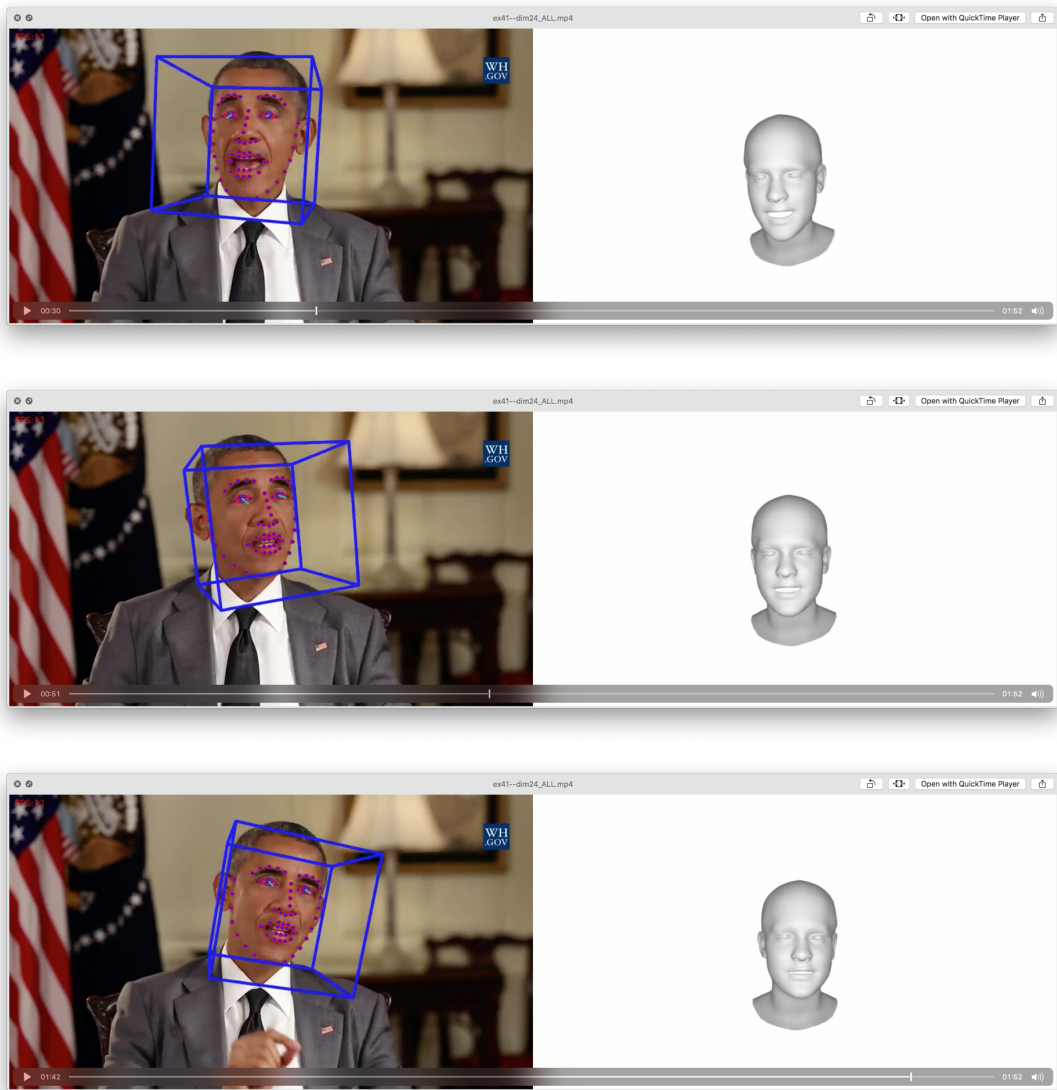 ex41--dim24_ALL.mp4
Open with QuickTime Player
FPS:13
WH
.GOV
00:30
01:52
ex41--dim24_ALL.mp4
Open with QuickTime Player
WH
.GOV
00:51
01:52
ex41--dim24_ALL.mp4
Open with QuickTime Player
WH
.GOV
01:42
01:52